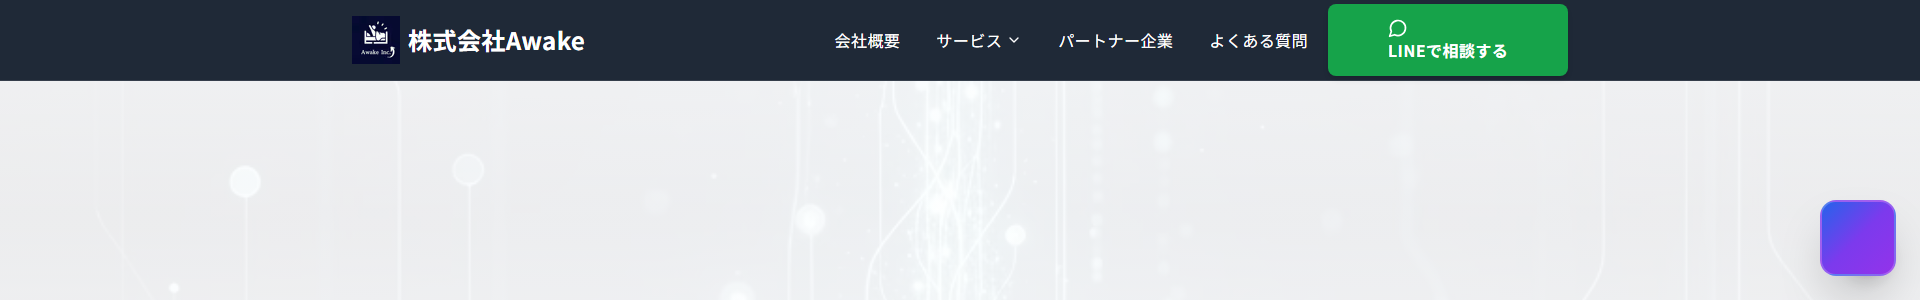 Awake Inc.
株式会社Awake
会社概要
サービス
パートナー企業
よくある質問
LINEで相談する